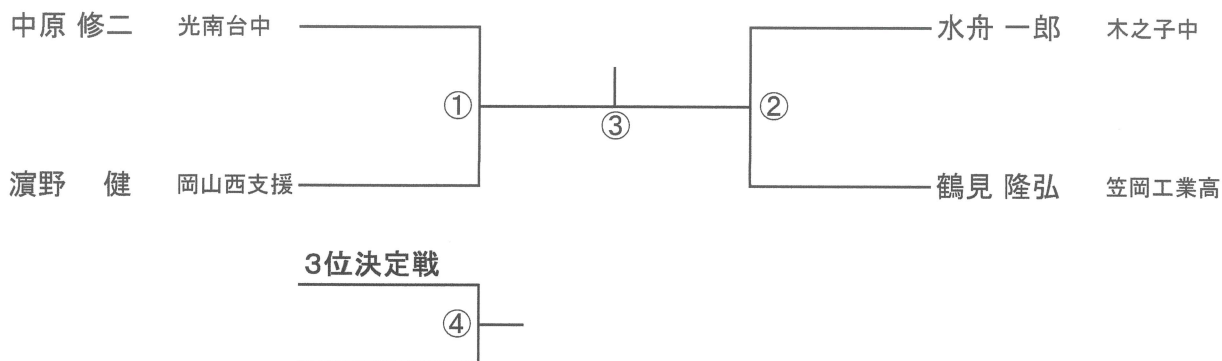 中原 修二 光南台中
水舟 一郎 木之子中
① ②
③
濵野 健 岡山西支援
鶴見 隆弘 笠岡工業高
3位決定戦
④